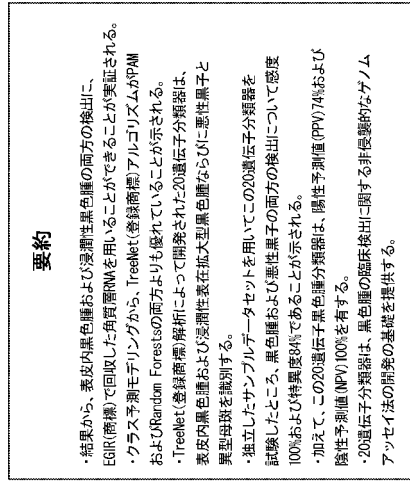 要約
・結果から、表皮内黒色腫および浸潤性黒色腫の両方の検出に、
EGIR(商標)で回収した角質層RNAを用いることができることが実証される。
・クラス予測モデリングから、TreeNet(登録商標)アルゴリズムがPAM
およびRandom Forestsの両方よりも優れていることが示される。
・TreeNet(登録商標)解析によって開発された20遺伝子分類器は、
表皮内黒色腫および浸潤性表在拡大型黒色腫ならびに悪性黒子と
異型母斑を識別する。
・独立したサンプルデータセットを用いてこの20遺伝子分類器を
試験したところ、黒色腫および悪性黒子の両方の検出について感度
100%および特異度84%であることが示される。
・加えて、この20遺伝子黒色腫分類器は、陽性予測値(PPV)74%および
陰性予測値(NPV)100%を有する。
・20遺伝子分類器は、黒色腫の臨床検出に関する非侵襲的なゲノム
アッセイ法の開発の基礎を提供する。